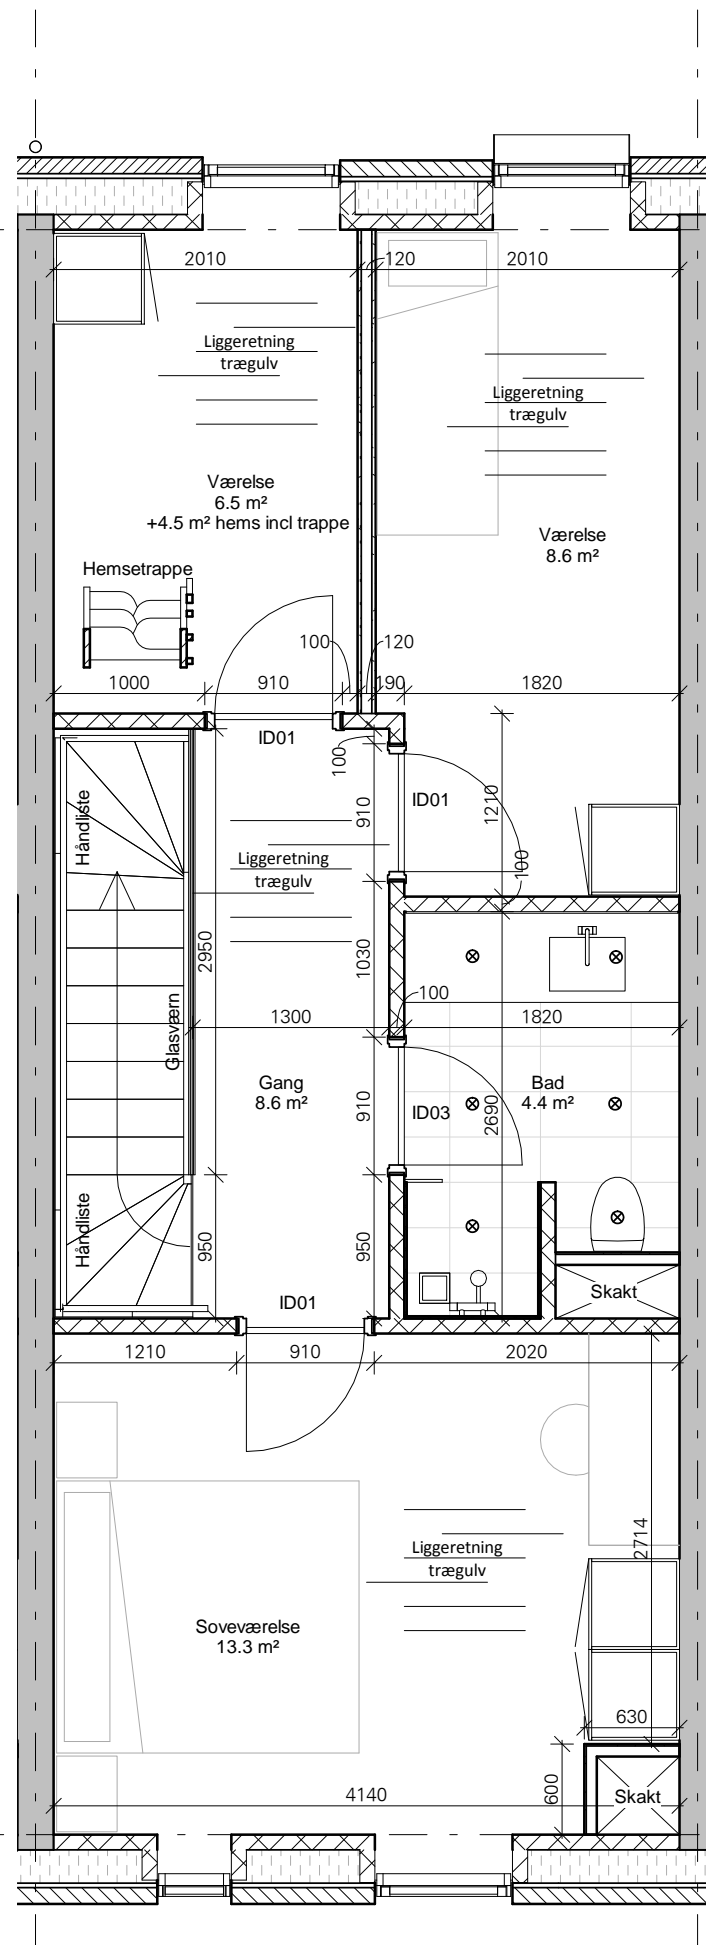 2010
120
2010
Liggeretning
trægulv
Liggeretning
trægulv
Værelse
6.5 m²
+4.5 m² hems incl trappe
Værelse
8.6 m²
Hemsetrappe
100
120
1000
910
190
1820
ID01
100
Håndliste
910
ID01
1210
Liggeretning
trægulv
100
2950
1030
Glasværn
100
1300
1820
Gang
8.6 m²
910
ID03
2690
Bad
4.4 m²
Håndliste
950
950
ID01
Skakt
1210
910
2020
2714
Liggeretning
trægulv
Soveværelse
13.3 m²
630
4140
600
Skakt